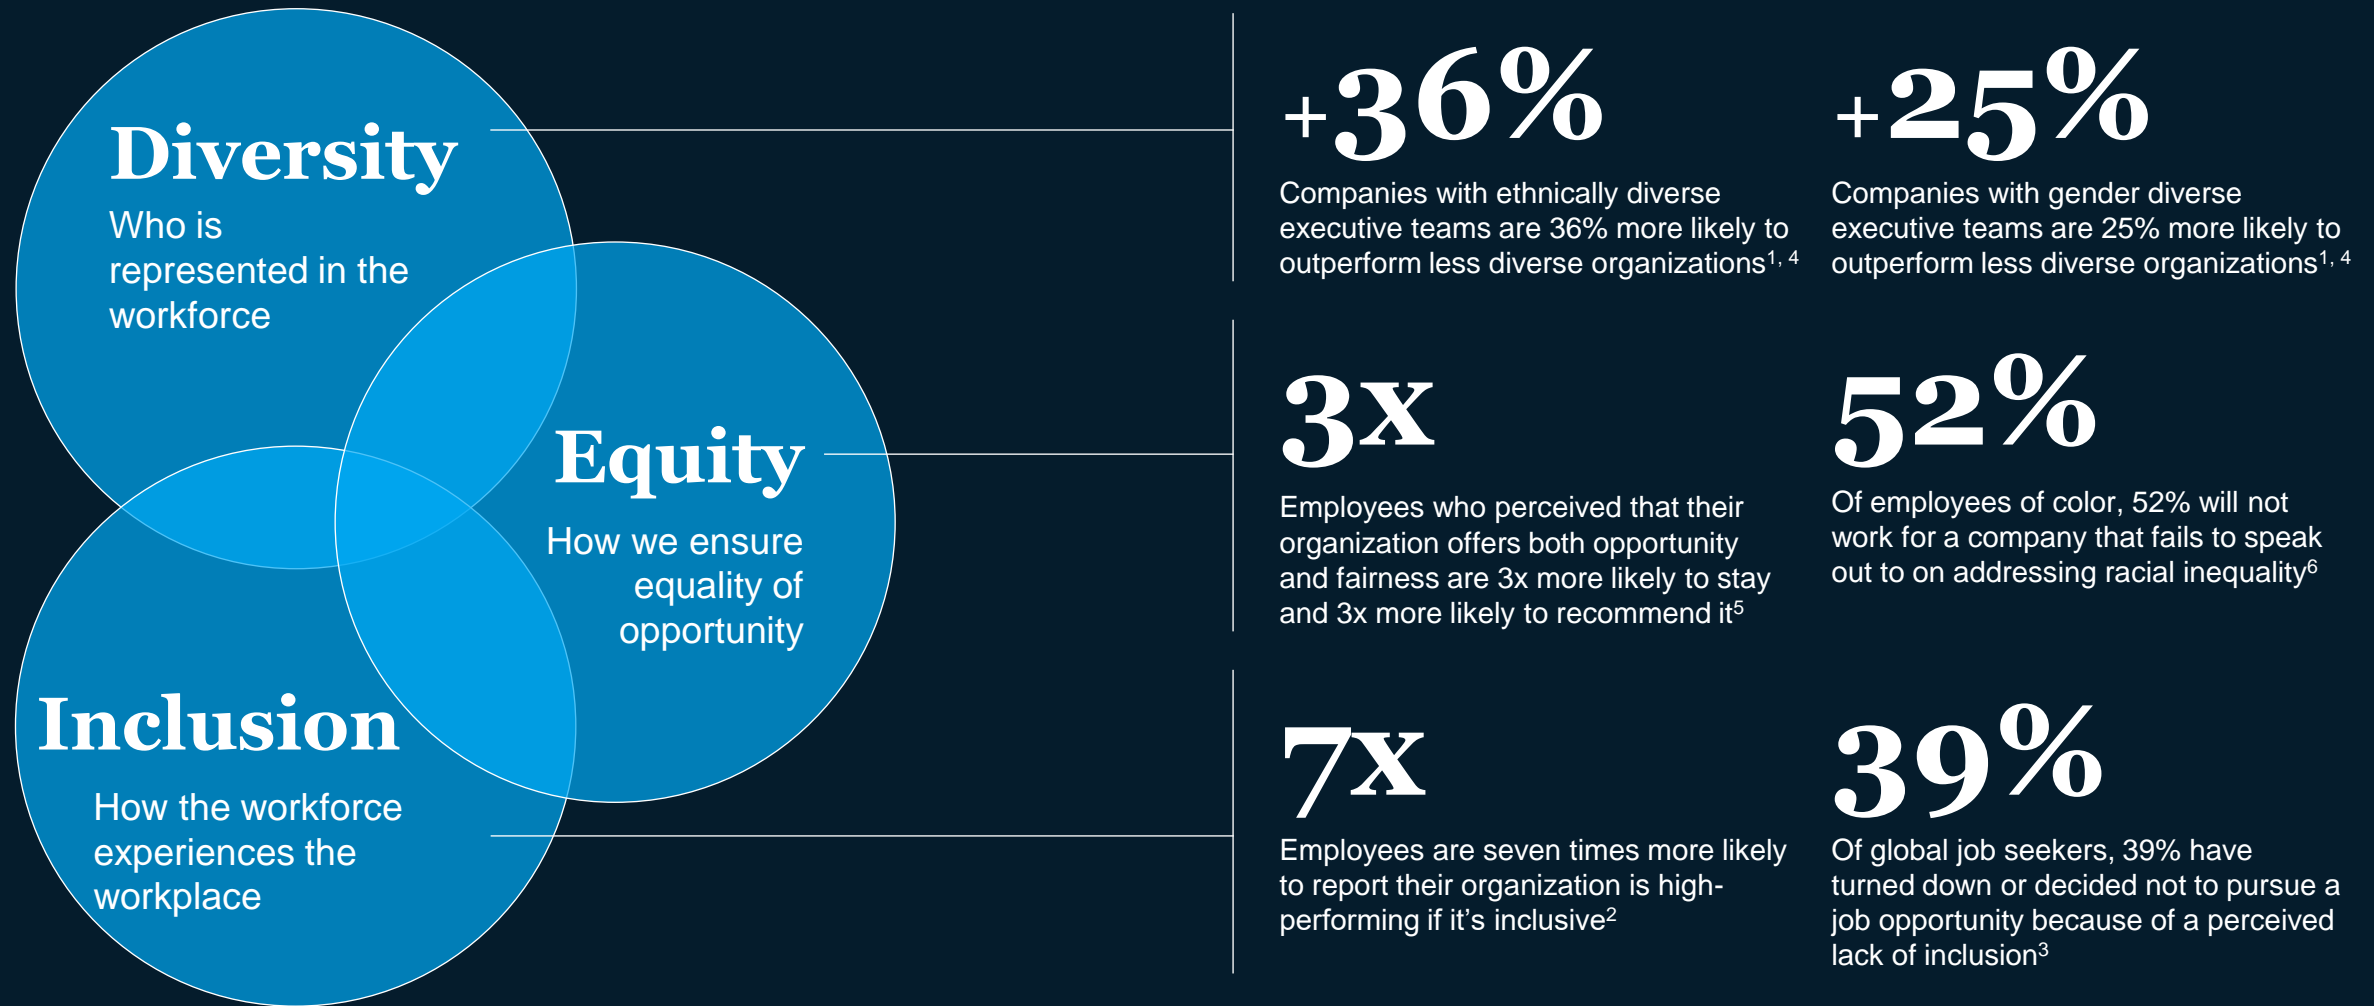 Diversity
Who is
represented in the
workforce
Equity
How we ensure
equality of
opportunity
Inclusion
How the workforce
experiences the
workplace
+36%
Companies with ethnically diverse
executive teams are 36% more likely to
outperform less diverse organizations1, 4
+25%
Companies with gender diverse
executive teams are 25% more likely to
outperform less diverse organizations1, 4
3x
Employees who perceived that their
organization offers both opportunity
and fairness are 3x more likely to stay
and 3x more likely to recommend it5
52%
Of employees of color, 52% will not
work for a company that fails to speak
out to on addressing racial inequality6
7x
Employees are seven times more likely
to report their organization is high-
performing if it’s inclusive2
39%
Of global job seekers, 39% have
turned down or decided not to pursue a
job opportunity because of a perceived
lack of inclusion3